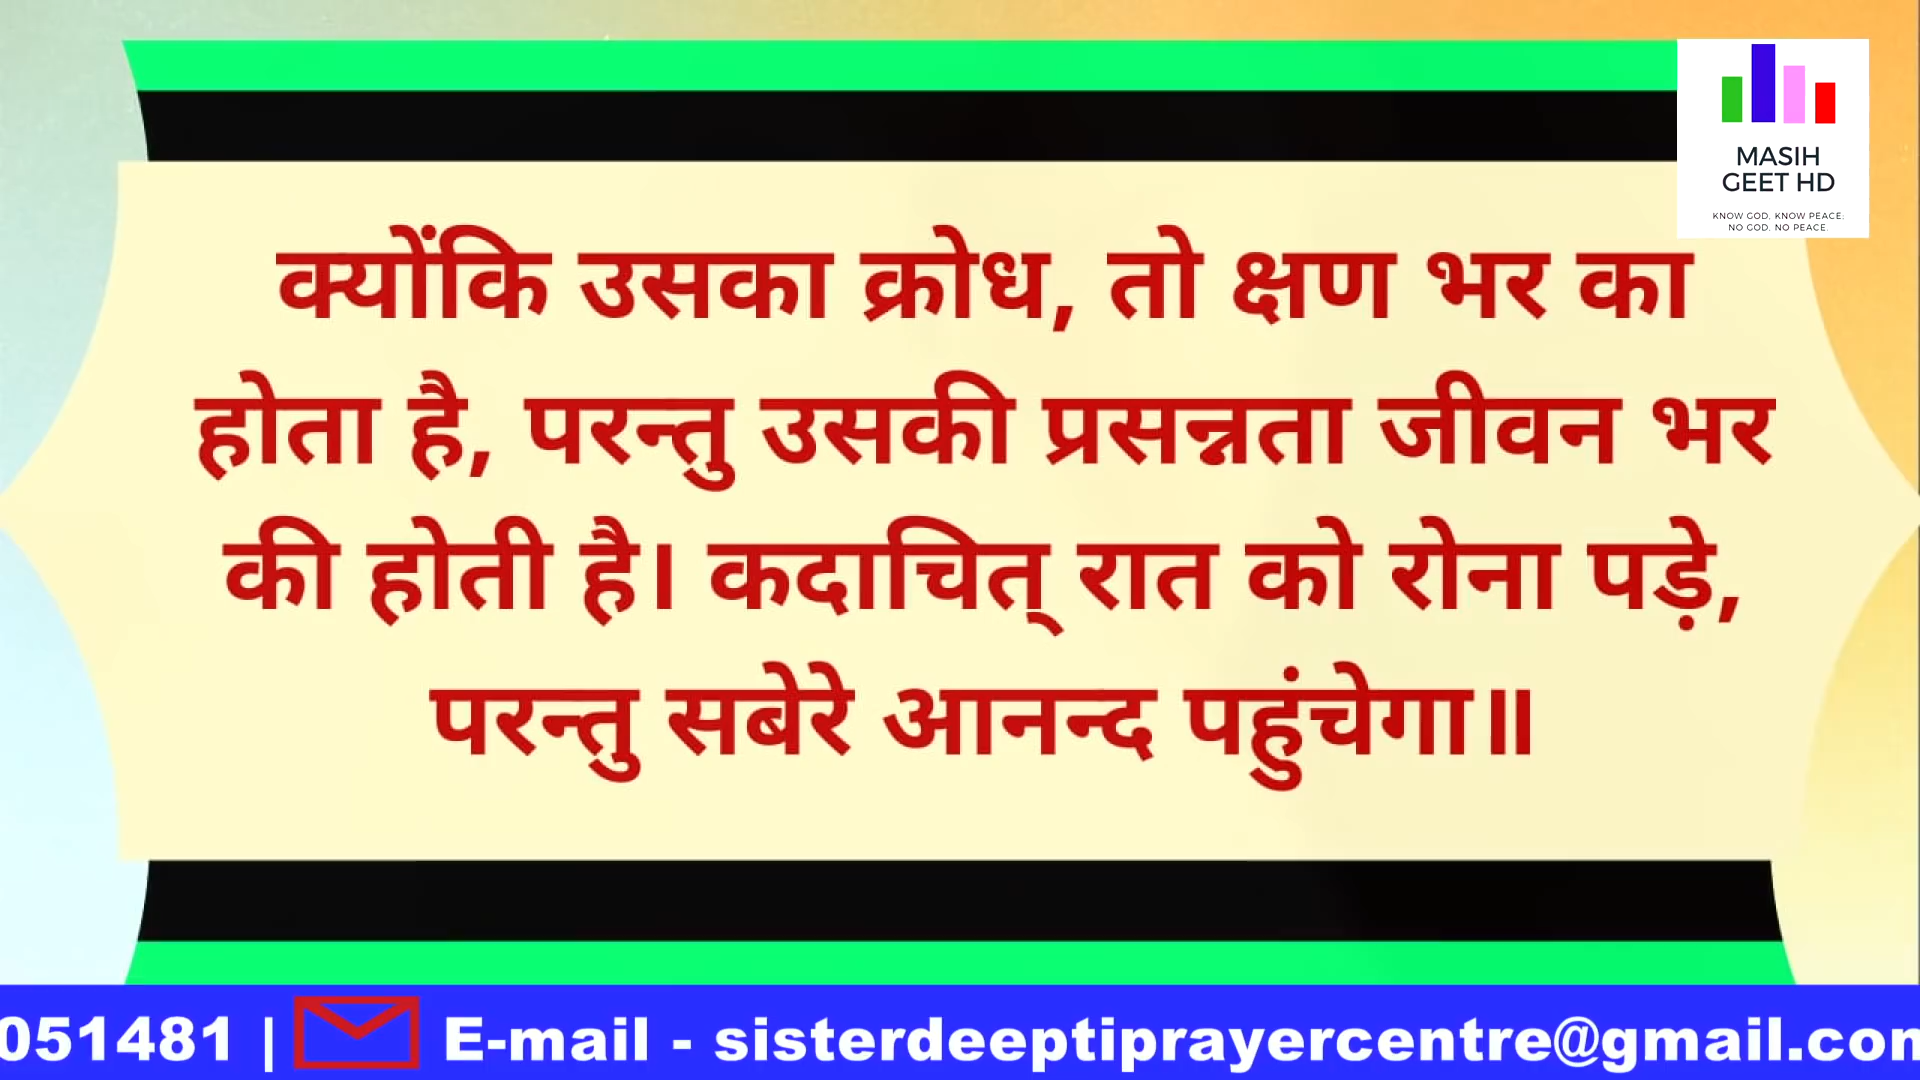 MASIH
GEET HD
KNOW GOD. KNOW PEACE;
NO GOD. NO PEACE.
क्योंकि उसका क्रोध, तो क्षण भर का
होता है, परन्तु उसकी प्रसन्नता जीवन भर
की होती है। कदाचित् रात को रोना पड़े,
परन्तु सबेरे आनन्द पहुंचेगा॥
051481 | E-mail - sisterdeeptiprayercentre@gmail.com